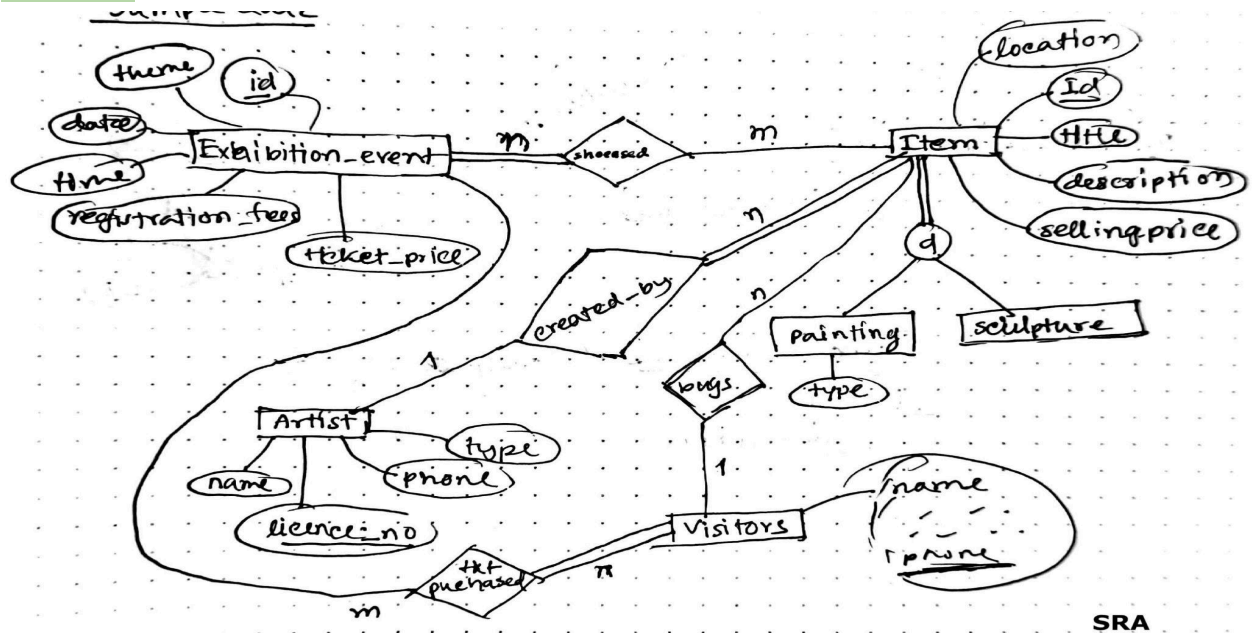 theme
id
date
time
Exhibition_event
registration_fees
ticket_price
m
showcased
m
location
Item
Id
title
description
sellingprice
n
created_by
d
n
painting
sculpture
type
buys
1
1
Artist
name
licence_no
phone
type
Visitors
name
phone
tkt
puchased
n
m
SRA